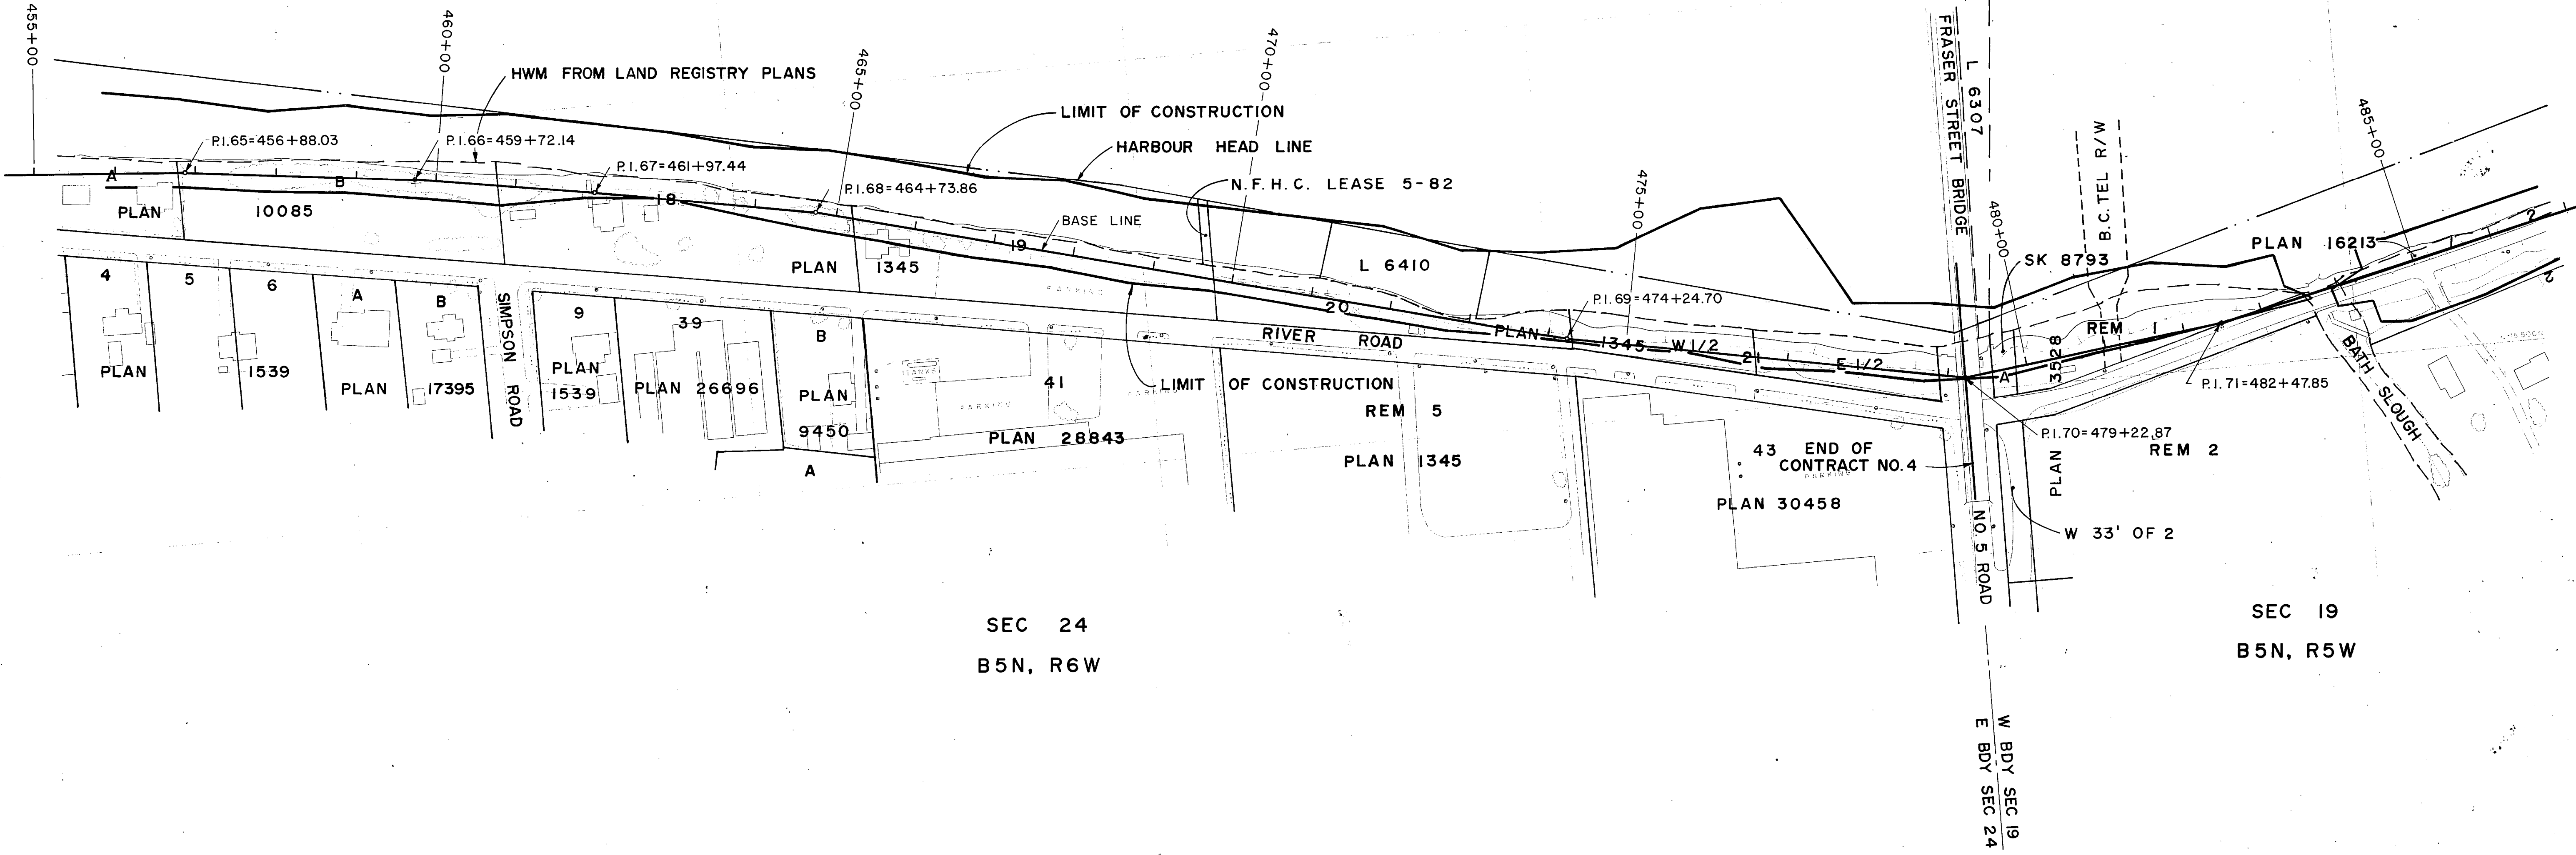 455+00
460+00
465+00
470+00
475+00
480+00
485+00
HWM FROM LAND REGISTRY PLANS
LIMIT OF CONSTRUCTION
HARBOUR HEAD LINE
N.F.H.C. LEASE 5-82
FRASER STREET BRIDGE
L 6307
B.C.TEL R/W
P.I.65=456+88.03
P.I.66=459+72.14
P.I.67=461+97.44
P.I.68=464+73.86
BASE LINE
P.I.69=474+24.70
P.I.70=479+22.87
P.I.71=482+47.85
A
B
18
19
20
PLAN 10085
PLAN 1345
L 6410
PLAN 1345 W 1/2 21 E 1/2
A
SK 8793
REM 1
PLAN 16213
1
2
2
PLAN 3528
BATH SLOUGH
RIVER ROAD
LIMIT OF CONSTRUCTION
4
5
6
A
B
PLAN 1539
PLAN 17395
SIMPSON ROAD
9
PLAN
1539
39
PLAN 26696
B
PLAN
9450
A
TANKS
PARKING
PARKING
PARKING
41
PLAN 28843
REM 5
PLAN 1345
43
PARKING
PLAN 30458
END OF
CONTRACT NO.4
NO. 5 ROAD
REM 2
W 33' OF 2
SEC 24
B5N, R6W
SEC 19
B5N, R5W
W BDY SEC 19
E BDY SEC 24